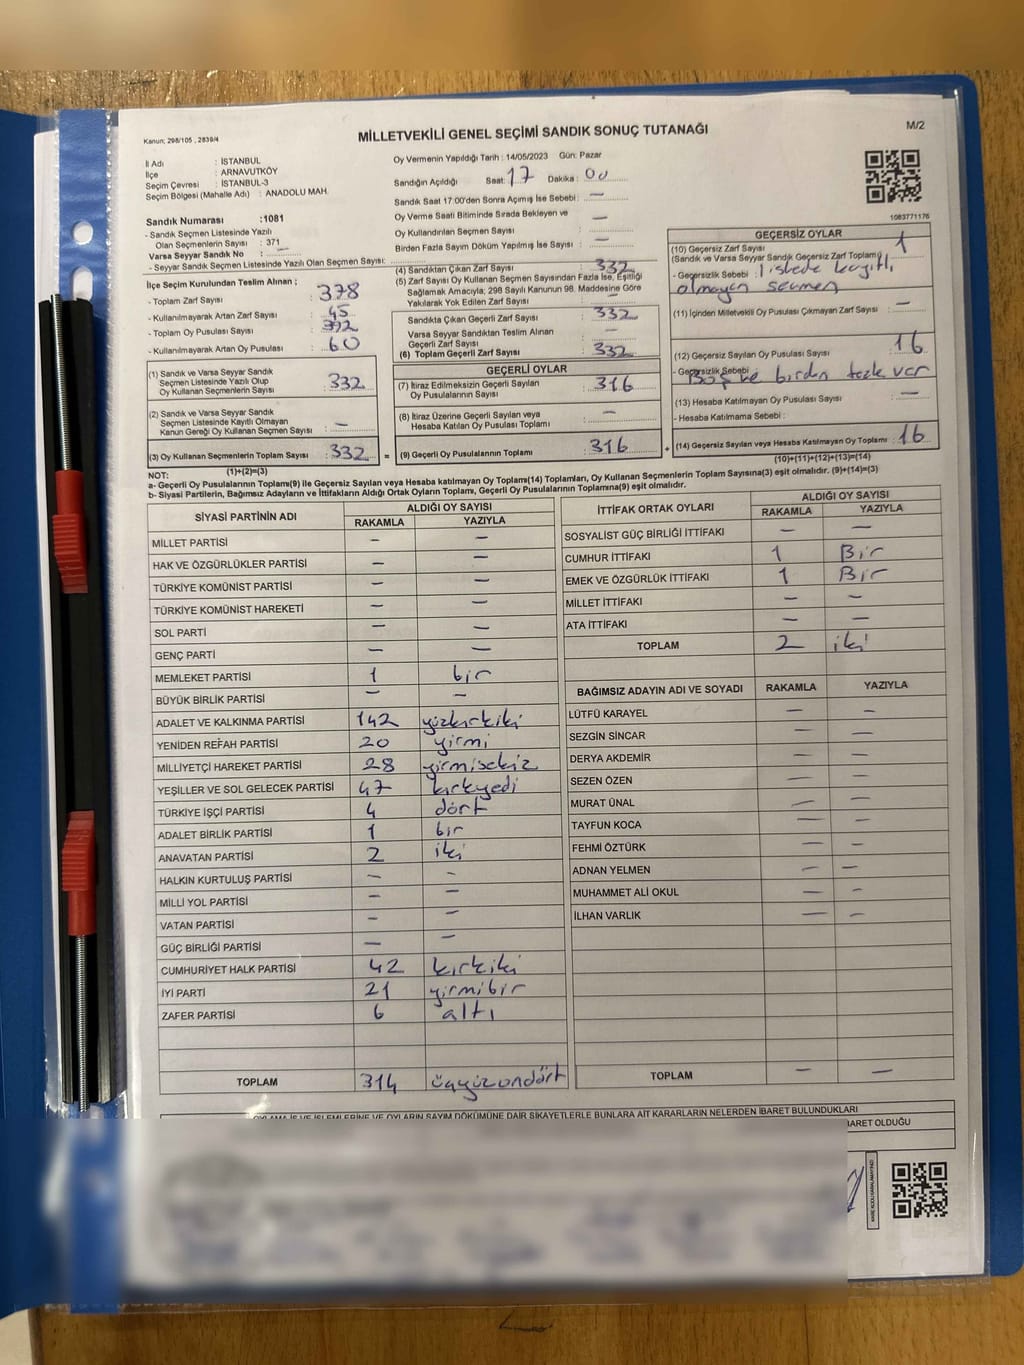 Kanun: 298/105 , 2839/4
MİLLETVEKİLİ GENEL SEÇİMİ SANDIK SONUÇ TUTANAĞI
M/2
İl Adı : İSTANBUL
İlçe : ARNAVUTKÖY
Seçim Çevresi : İSTANBUL-3
Seçim Bölgesi (Mahalle Adı) : ANADOLU MAH.
Sandık Numarası :1081
- Sandık Seçmen Listesinde Yazılı
Olan Seçmenlerin Sayısı : 371
Varsa Seyyar Sandık No : —
- Seyyar Sandık Seçmen Listesinde Yazılı Olan Seçmen Sayısı:
Oy Vermenin Yapıldığı Tarih : 14/05/2023 Gün: Pazar
Sandığın Açıldığı Saat: 17 Dakika : 00
Sandık Saat 17:00'den Sonra Açımış İse Sebebi : —
Oy Verme Saati Bitiminde Sırada Bekleyen ve
Oy Kullandırılan Seçmen Sayısı : —
Birden Fazla Sayım Döküm Yapılmış İse Sayısı : —
1083771176
İlçe Seçim Kurulundan Teslim Alınan ;
- Toplam Zarf Sayısı : 378
- Kullanılmayarak Artan Zarf Sayısı : 45
- Toplam Oy Pusulası Sayısı : 392
- Kullanılmayarak Artan Oy Pusulası : 60
(1) Sandık ve Varsa Seyyar Sandık
Seçmen Listesinde Yazılı Olup
Oy Kullanan Seçmenlerin Sayısı : 332
(2) Sandık ve Varsa Seyyar Sandık
Seçmen Listesinde Kayıtlı Olmayan
Kanun Gereği Oy Kullanan Seçmen Sayısı : —
(3) Oy Kullanan Seçmenlerin Toplam Sayısı : 332 =
(1)+(2)=(3)
(4) Sandıktan Çıkan Zarf Sayısı : 332
(5) Zarf Sayısı Oy Kullanan Seçmen Sayısından Fazla İse, Eşitliği
Sağlamak Amacıyla; 298 Sayılı Kanunun 98. Maddesine Göre
Yakılarak Yok Edilen Zarf Sayısı : —
Sandıkta Çıkan Geçerli Zarf Sayısı : 332
Varsa Seyyar Sandıktan Teslim Alınan
Geçerli Zarf Sayısı : —
(6) Toplam Geçerli Zarf Sayısı : 332
GEÇERLİ OYLAR
(7) İtiraz Edilmeksizin Geçerli Sayılan
Oy Pusulasının Sayısı : 316
(8) İtiraz Üzerine Geçerli Sayılan veya
Hesaba Katılan Oy Pusulası Toplamı : —
(9) Geçerli Oy Pusulalarının Toplamı : 316 +
GEÇERSİZ OYLAR
(10) Geçersiz Zarf Sayısı
(Sandık ve Varsa Seyyar Sandık Geçersiz Zarf Toplamı) : 1
- Geçersizlik Sebebi : listede kayıtlı
olmayan seçmen
(11) İçinden Milletvekili Oy Pusulası Çıkmayan Zarf Sayısı : —
(12) Geçersiz Sayılan Oy Pusulası Sayısı : 16
- Geçersizlik Sebebi : Boş ve birden fazla var
(13) Hesaba Katılmayan Oy Pusulası Sayısı : —
- Hesaba Katılmama Sebebi :
(14) Geçersiz Sayılan veya Hesaba Katılmayan Oy Toplamı : 16
(10)+(11)+(12)+(13)=(14)
NOT:
a- Geçerli Oy Pusulalarının Toplamı(9) ile Geçersiz Sayılan veya Hesaba katılmayan Oy Toplam(14) Toplamları, Oy Kullanan Seçmenlerin Toplam Sayısına(3) eşit olmalıdır. (9)+(14)=(3)
b- Siyasi Partilerin, Bağımsız Adayların ve İttifakların Aldığı Ortak Oyların Toplamı, Geçerli Oy Pusulalarının Toplamına(9) eşit olmalıdır.
SİYASİ PARTİNİN ADI ALDIĞI OY SAYISI
RAKAMLA YAZIYLA
MİLLET PARTİSİ — —
HAK VE ÖZGÜRLÜKLER PARTİSİ — —
TÜRKİYE KOMÜNİST PARTİSİ — —
TÜRKİYE KOMÜNİST HAREKETİ — —
SOL PARTİ — —
GENÇ PARTİ — —
MEMLEKET PARTİSİ 1 bir
BÜYÜK BİRLİK PARTİSİ — —
ADALET VE KALKINMA PARTİSİ 142 yüzkırkiki
YENİDEN REFAH PARTİSİ 20 yirmi
MİLLİYETÇİ HAREKET PARTİSİ 28 yirmisekiz
YEŞİLLER VE SOL GELECEK PARTİSİ 47 kırkyedi
TÜRKİYE İŞÇİ PARTİSİ 4 dört
ADALET BİRLİK PARTİSİ 1 bir
ANAVATAN PARTİSİ 2 iki
HALKIN KURTULUŞ PARTİSİ — —
MİLLİ YOL PARTİSİ — —
VATAN PARTİSİ — —
GÜÇ BİRLİĞİ PARTİSİ — —
CUMHURİYET HALK PARTİSİ 42 kırkiki
İYİ PARTİ 21 yirmibir
ZAFER PARTİSİ 6 altı
TOPLAM 314 üçyüzondört
İTTİFAK ORTAK OYLARI ALDIĞI OY SAYISI
RAKAMLA YAZIYLA
SOSYALİST GÜÇ BİRLİĞİ İTTİFAKI — —
CUMHUR İTTİFAKI 1 Bir
EMEK VE ÖZGÜRLÜK İTTİFAKI 1 Bir
MİLLET İTTİFAKI — —
ATA İTTİFAKI — —
TOPLAM 2 iki
BAĞIMSIZ ADAYIN ADI VE SOYADI RAKAMLA YAZIYLA
LÜTFÜ KARAYEL — —
SEZGİN SİNCAR — —
DERYA AKDEMİR — —
SEZEN ÖZEN — —
MURAT ÜNAL — —
TAYFUN KOCA — —
FEHMİ ÖZTÜRK — —
ADNAN YELMEN — —
MUHAMMET ALİ OKUL — —
İLHAN VARLIK — —
TOPLAM — —
OYLAMA İŞ VE İŞLEMLERİNE VE OYLARIN SAYIM DÖKÜMÜNE DAİR ŞİKAYETLERLE BUNLARA AİT KARARLARIN NELERDEN İBARET BULUNDUKLARI
İBARET OLDUĞU